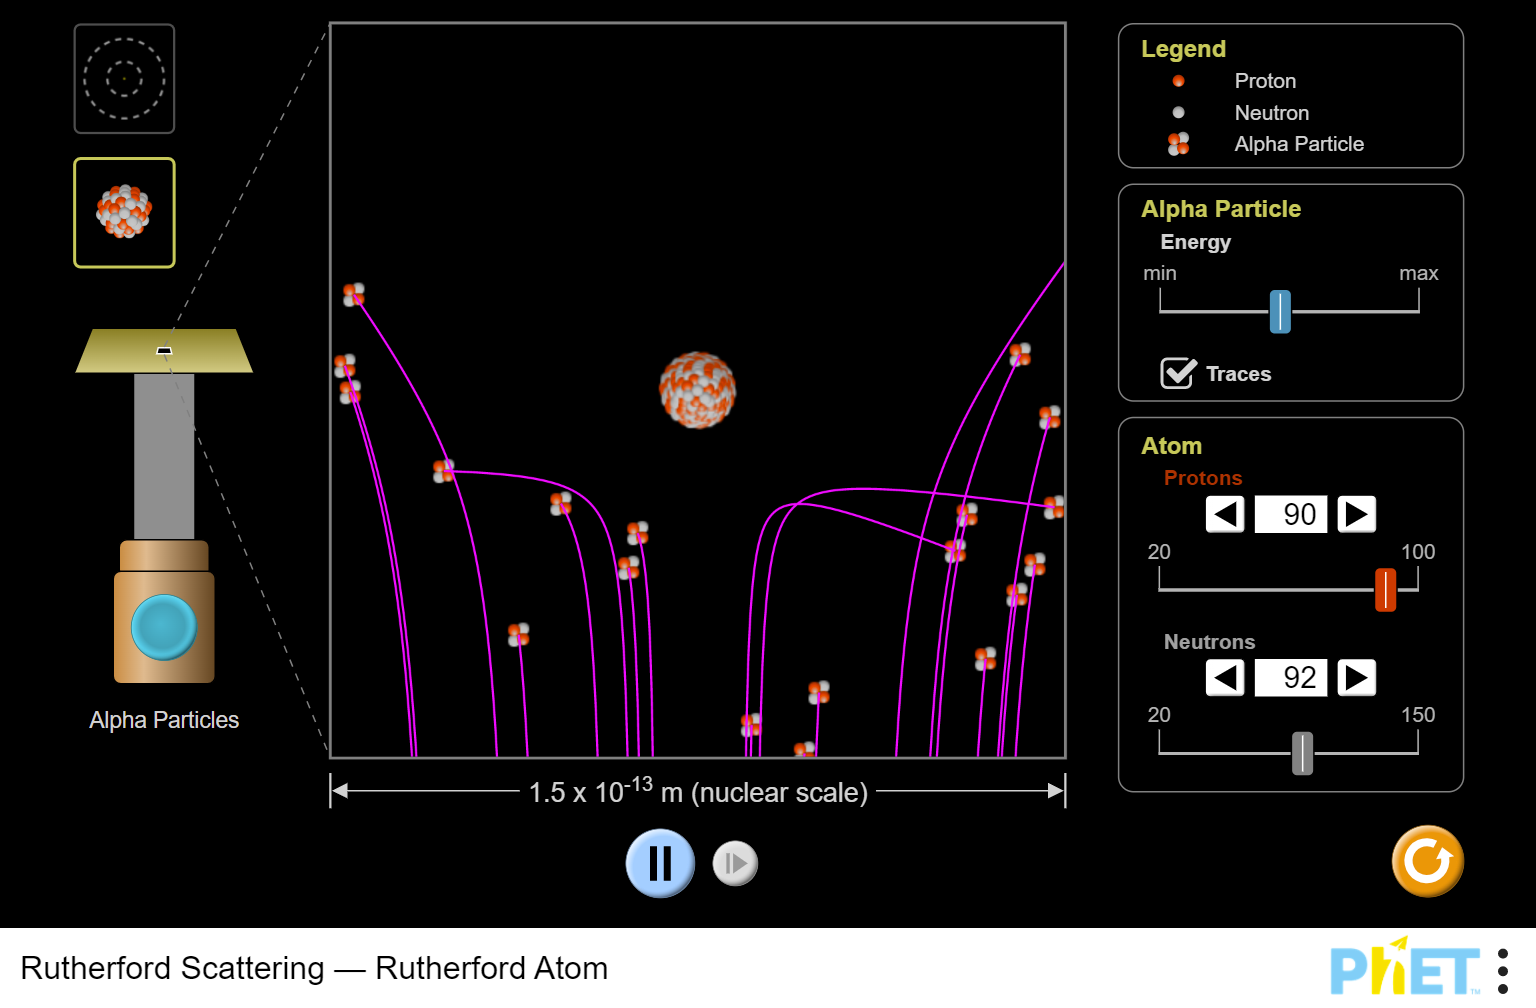 Legend
Proton
Neutron
Alpha Particle
Alpha Particle
Energy
min max
Traces
Atom
Protons
90
20 100
Neutrons
92
20 150
Alpha Particles
1.5 x 10-13 m (nuclear scale)
Rutherford Scattering — Rutherford Atom
PhET™